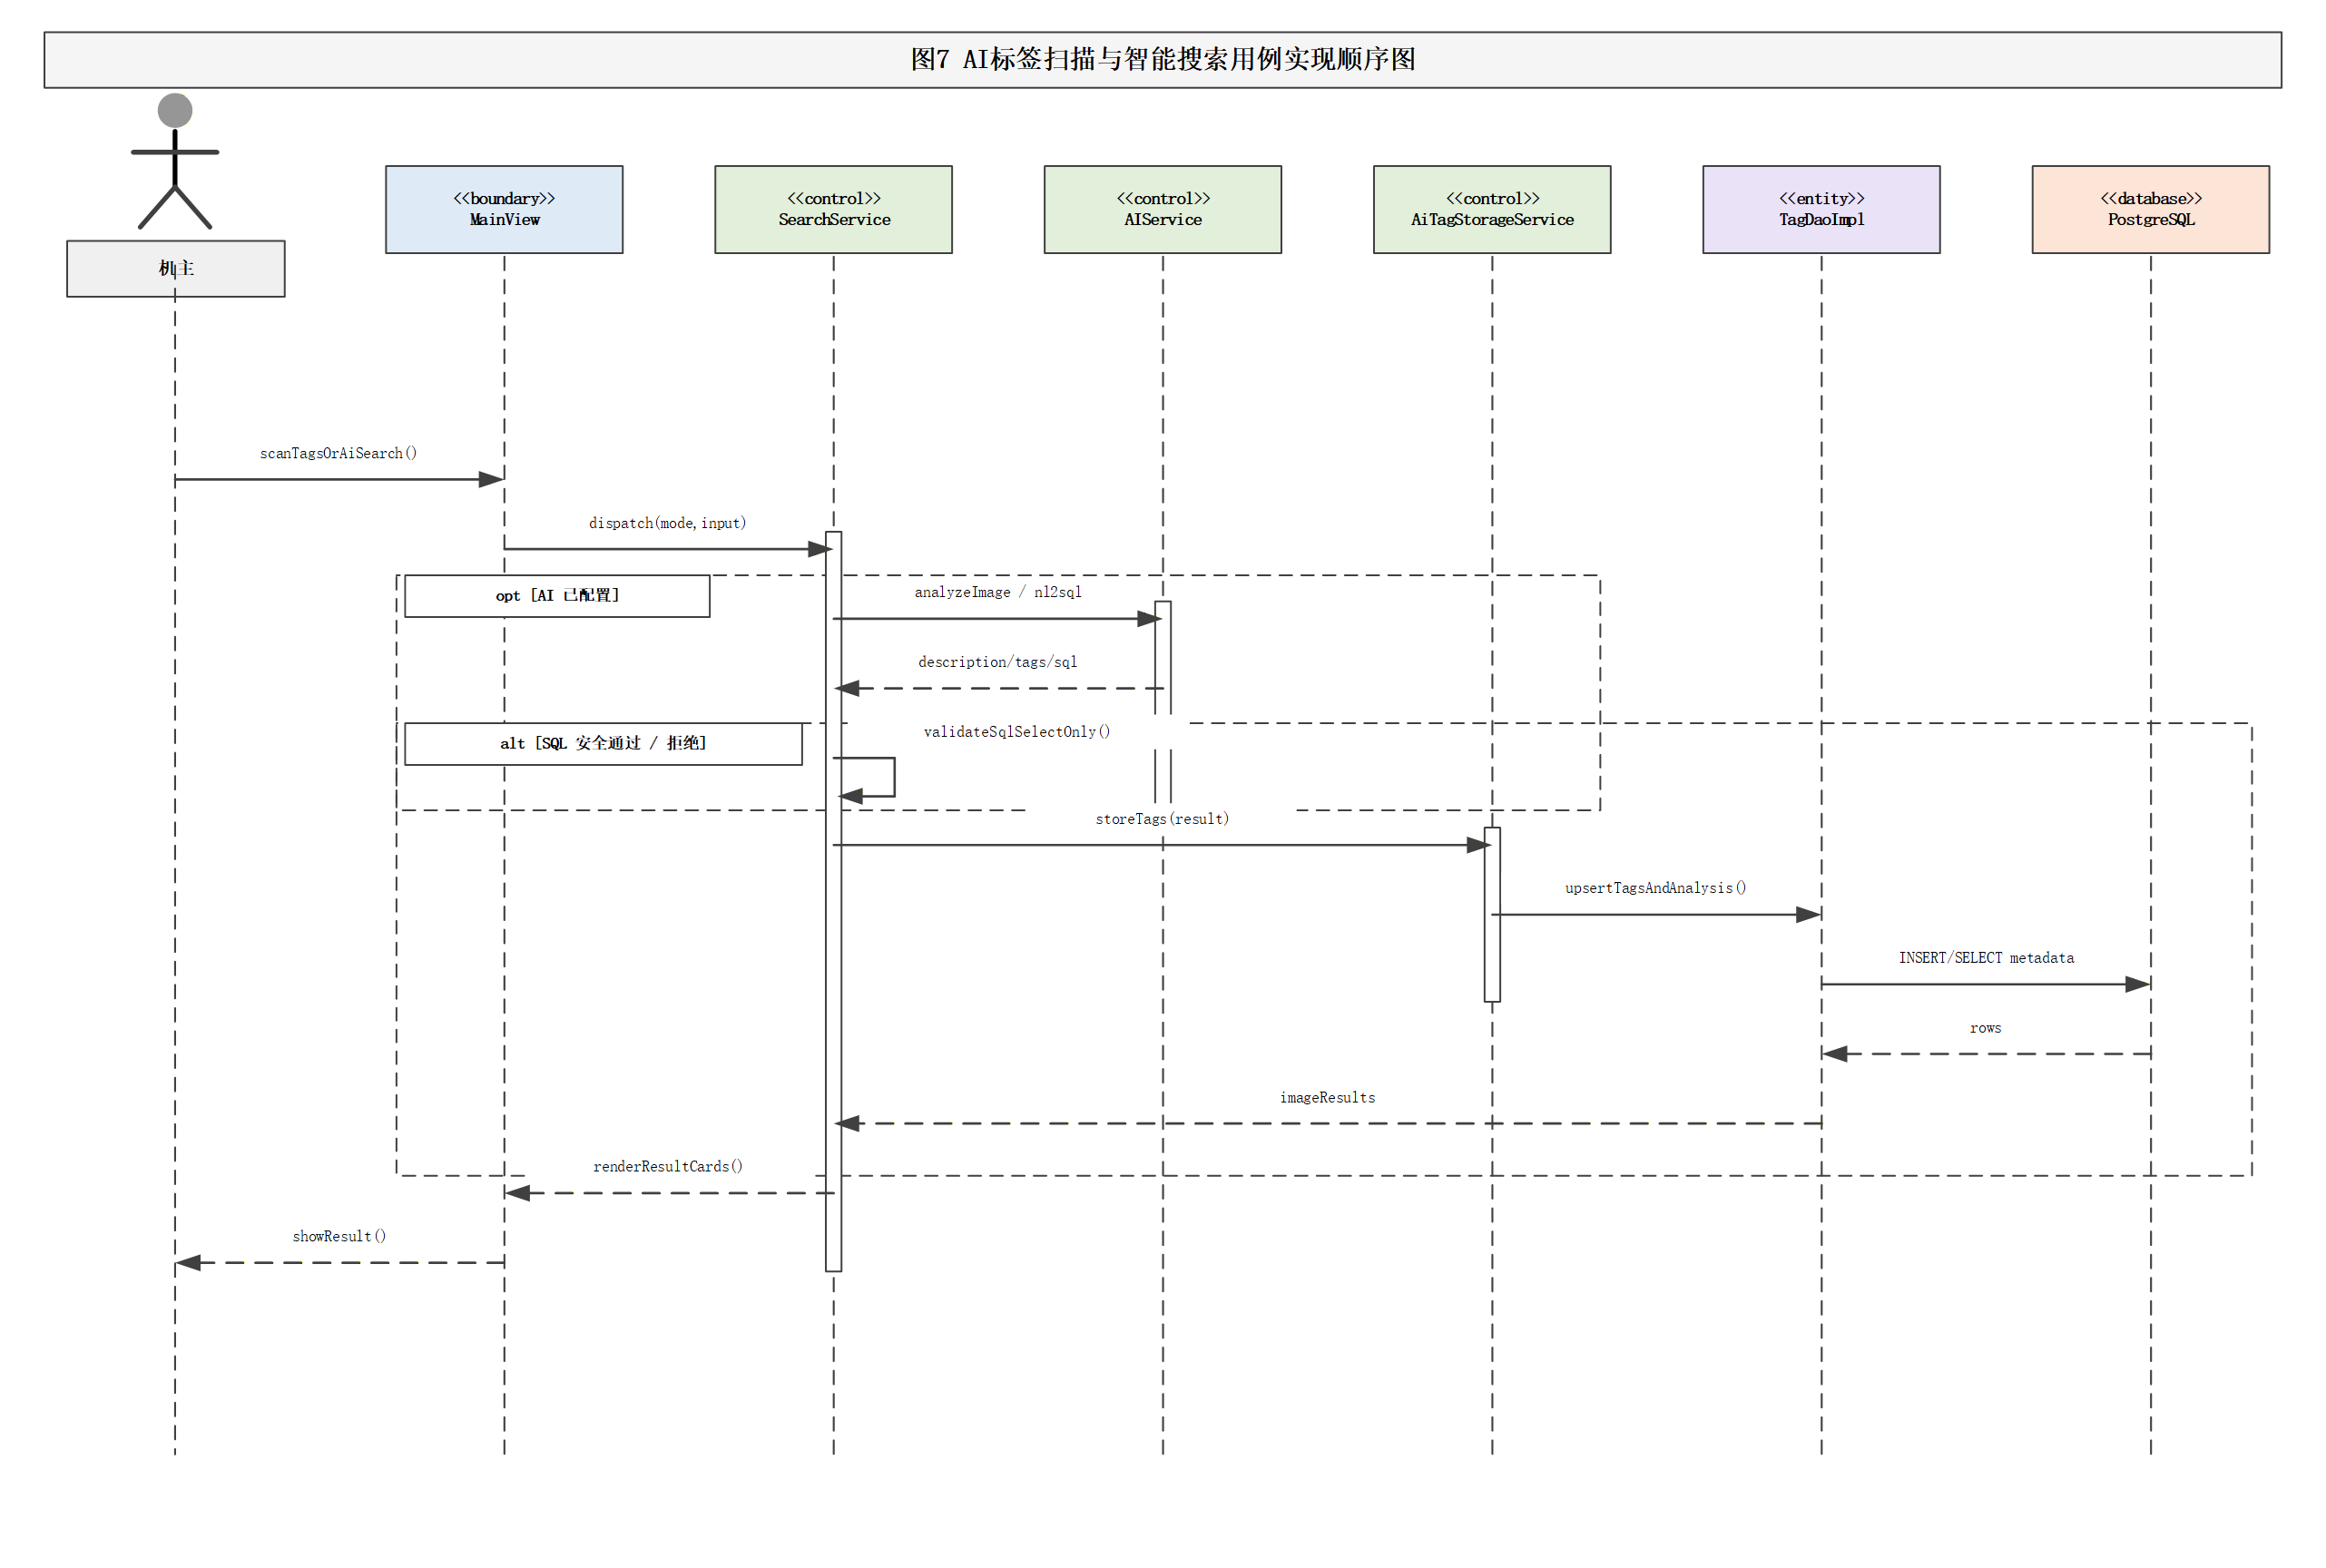 图7 AI标签扫描与智能搜索用例实现顺序图
机主
<<boundary>>
MainView
<<control>>
SearchService
<<control>>
AIService
<<control>>
AiTagStorageService
<<entity>>
TagDaoImpl
<<database>>
PostgreSQL
scanTagsOrAiSearch()
dispatch(mode,input)
opt [AI 已配置]
analyzeImage / nl2sql
description/tags/sql
alt [SQL 安全通过 / 拒绝]
validateSqlSelectOnly()
storeTags(result)
upsertTagsAndAnalysis()
INSERT/SELECT metadata
rows
imageResults
renderResultCards()
showResult()